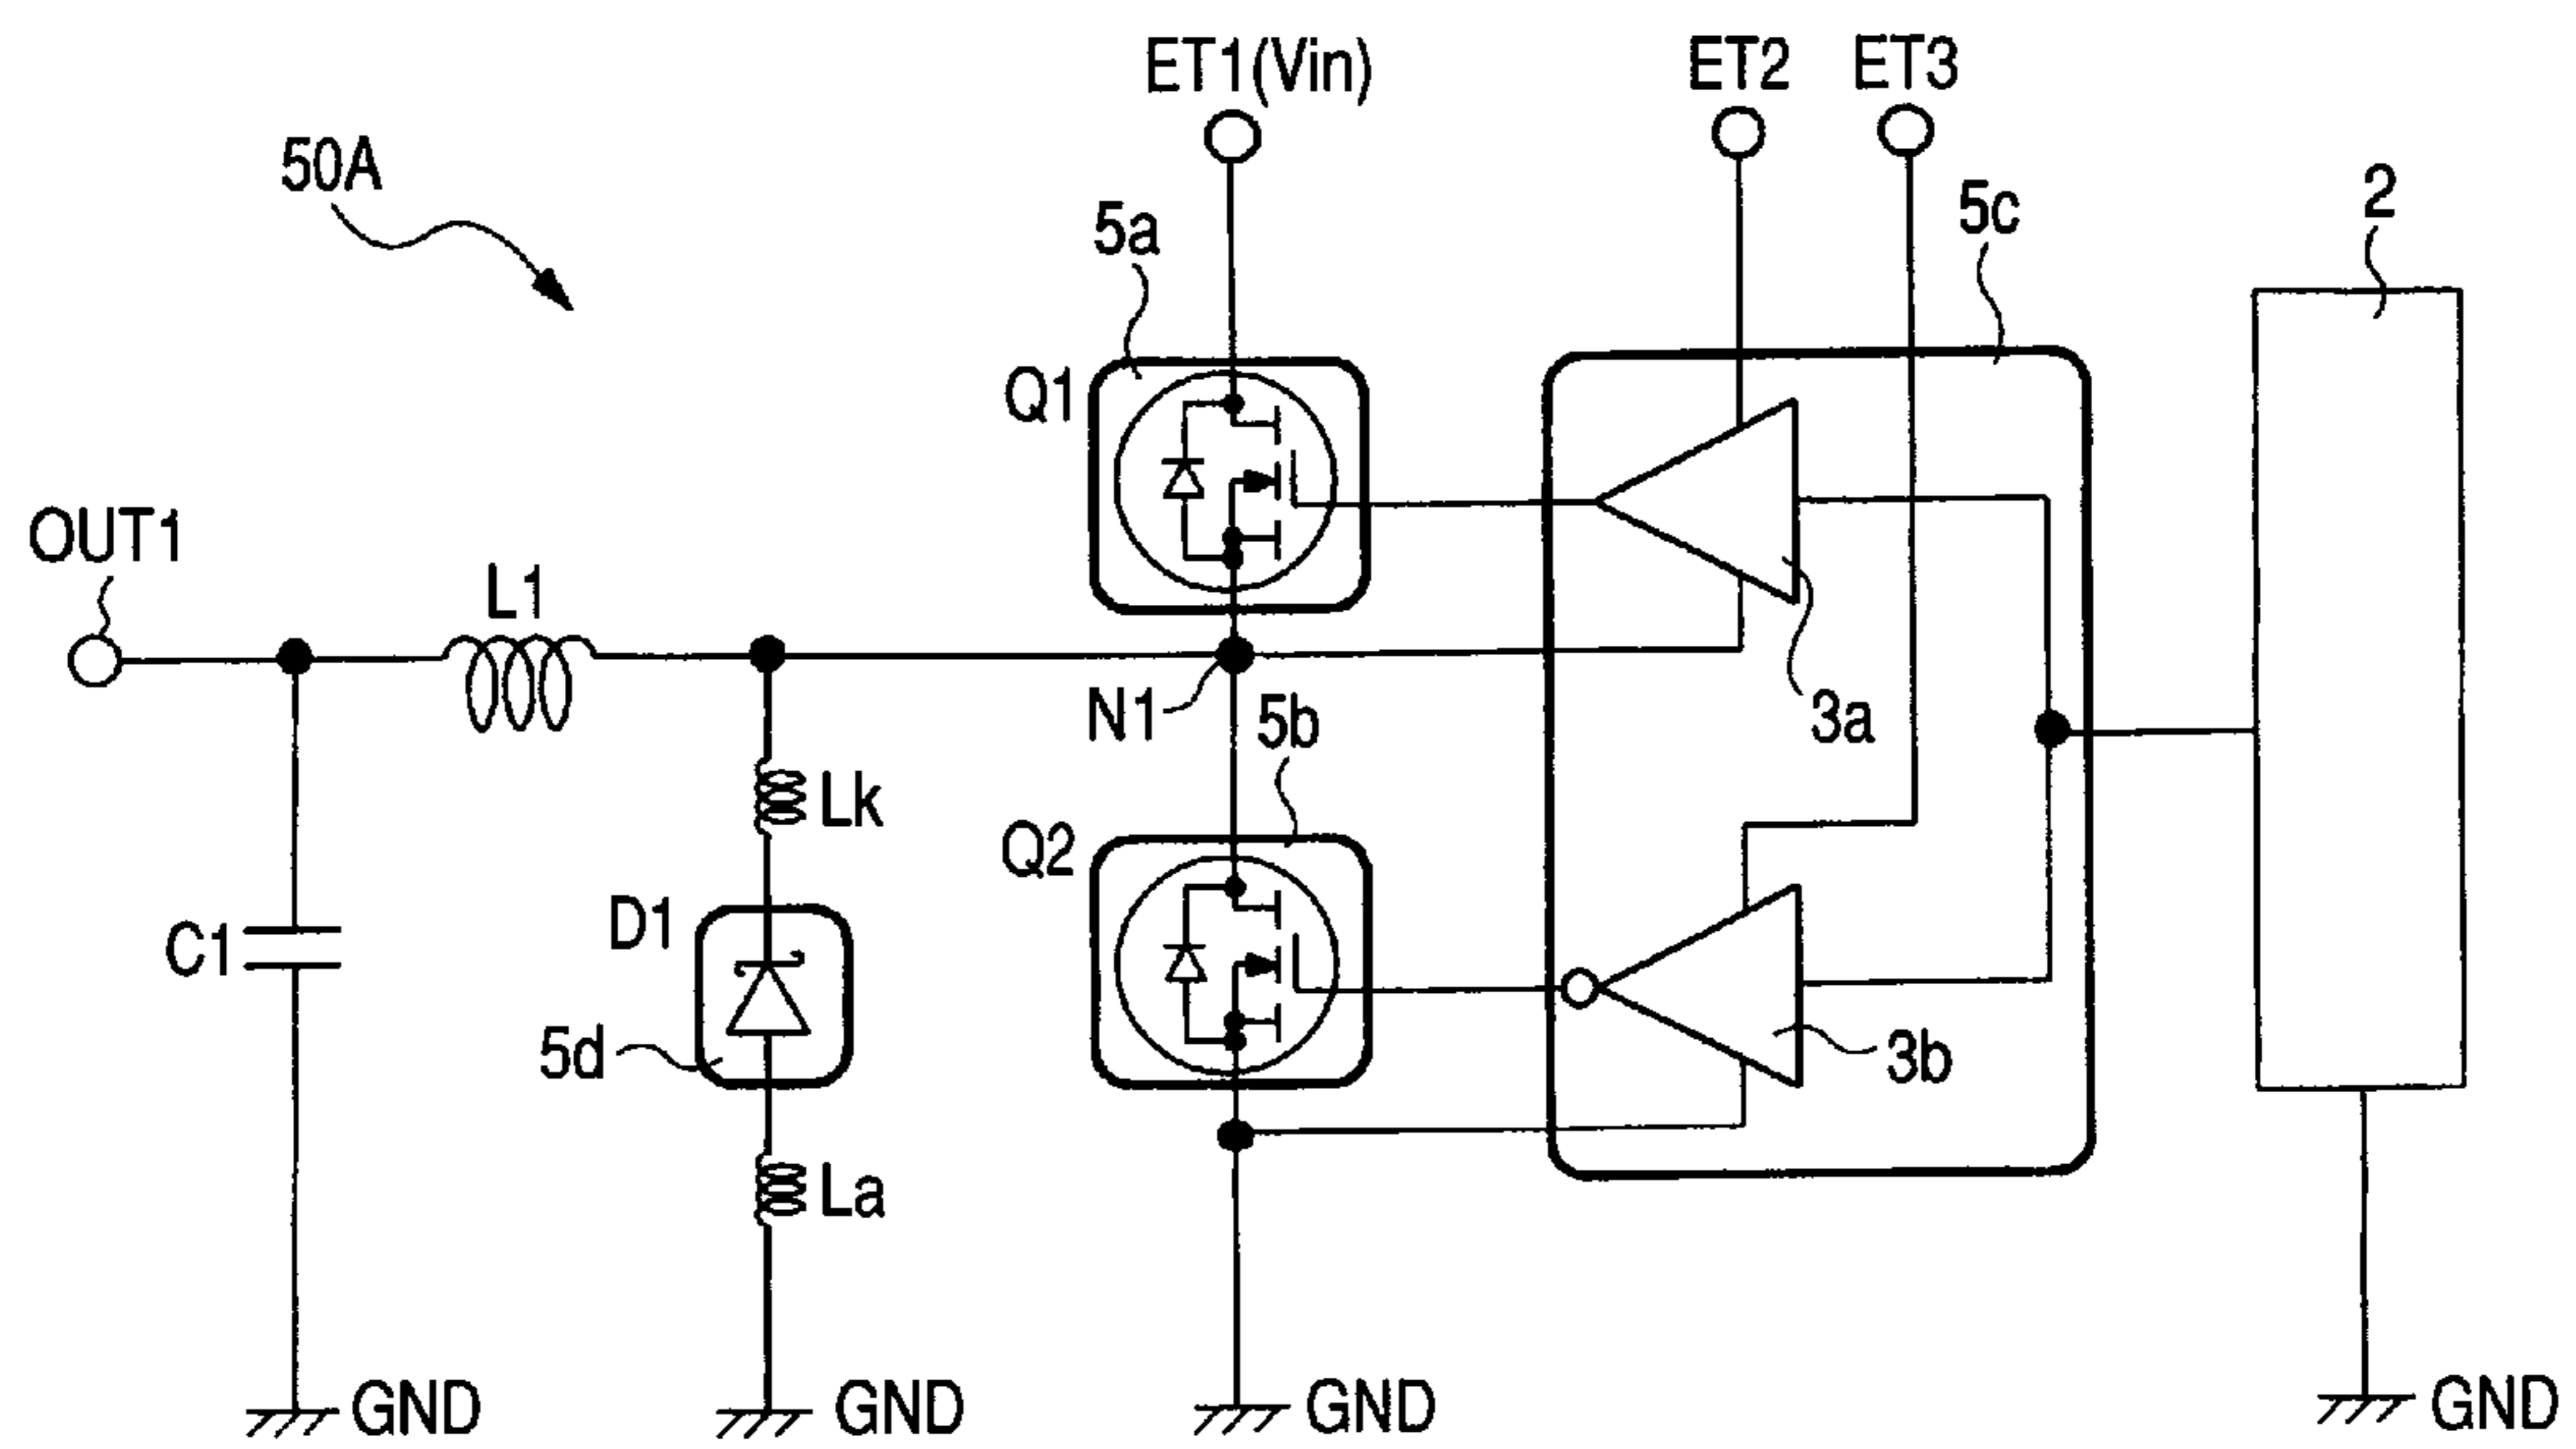 ET1(Vin)
ET2
ET3
50A
5a
5c
2
Q1
OUT1
L1
N1
5b
3a
Lk
Q2
D1
C1
5d
3b
La
GND
GND
GND
GND